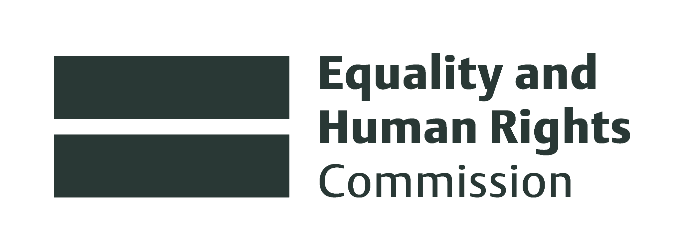 Equality and
Human Rights
Commission